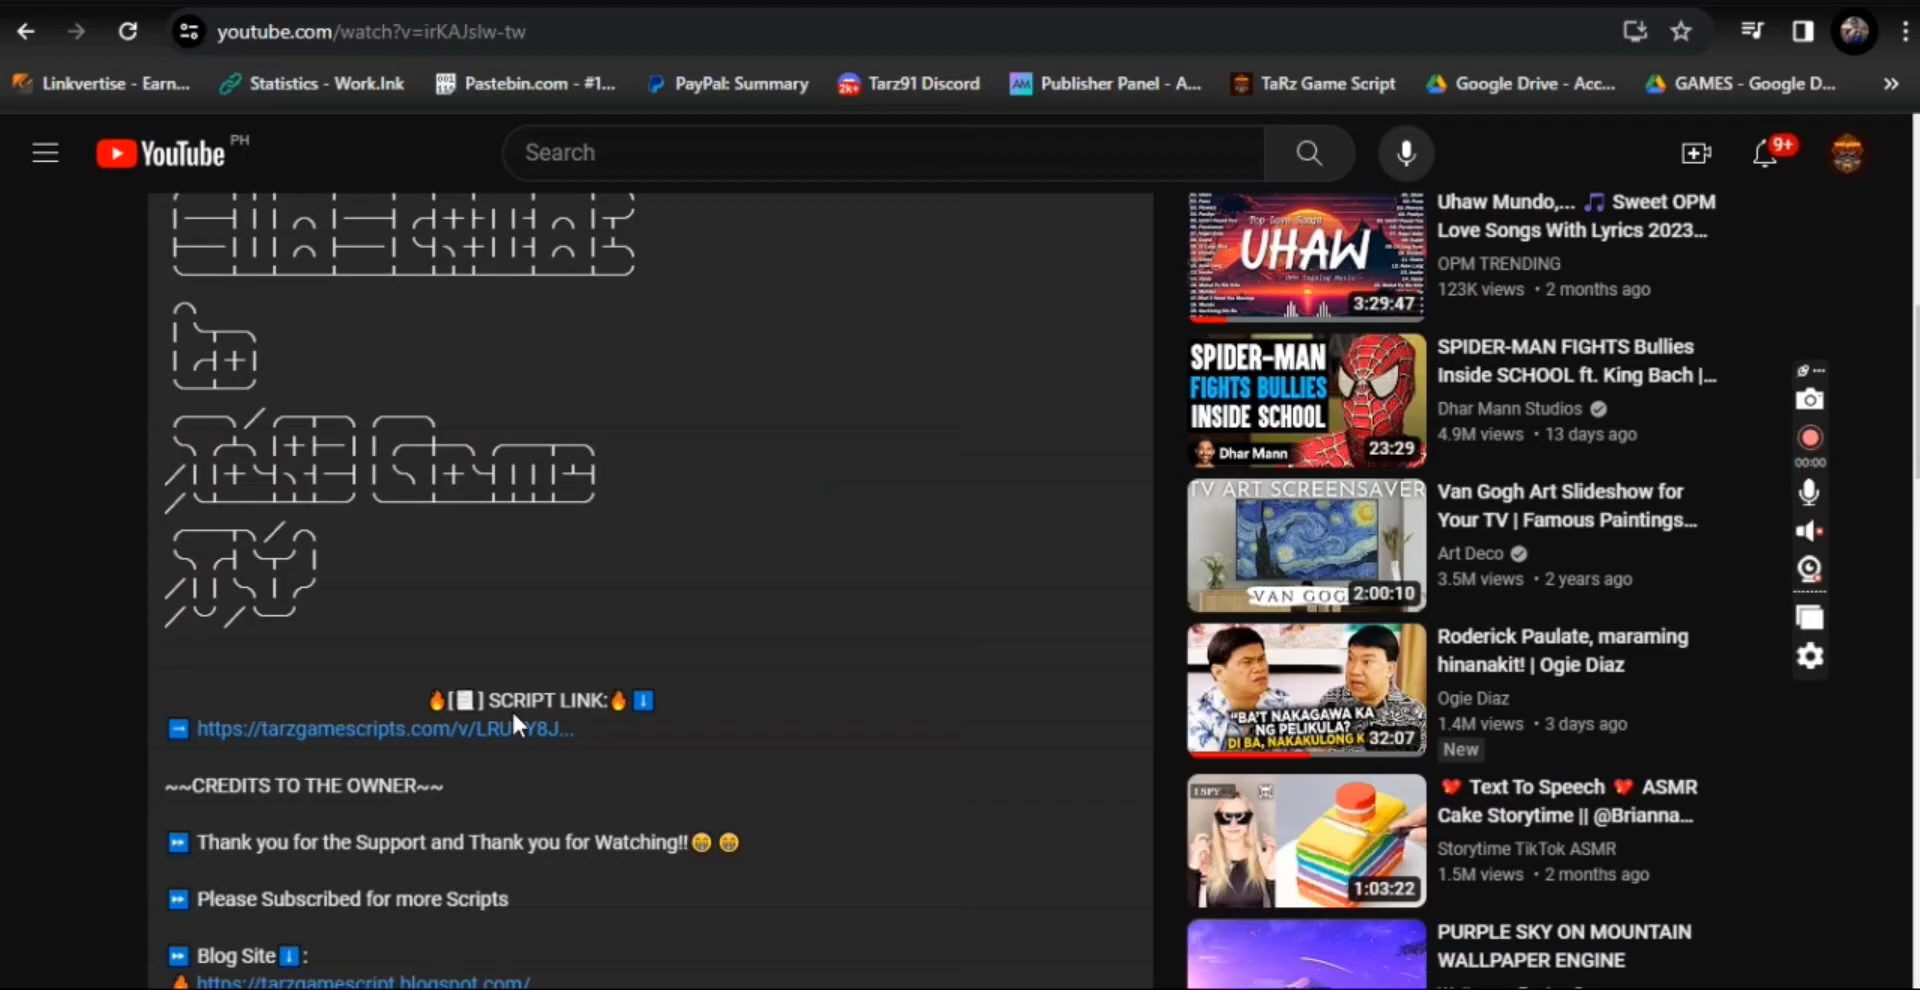 youtube.com/watch?v=irKAJslw-tw
Linkvertise - Earn...
Statistics - Work.Ink
Pastebin.com - #1...
PayPal: Summary
2k+
Tarz91 Discord
AM
Publisher Panel - A...
TaRz Game Script
Google Drive - Acc...
GAMES - Google D...
YouTube PH
Search
9+
🔥[📃] SCRIPT LINK:🔥⬇
➡ https://tarzgamescripts.com/v/LRU
Y8J...
~~CREDITS TO THE OWNER~~
⏩ Thank you for the Support and Thank you for Watching!!😁 😁
⏩ Please Subscribed for more Scripts
⏩ Blog Site⬇:
🔥 https://tarzgamescript.blogspot.com/
Top Love Songs
UHAW
3:29:47
Uhaw Mundo,... 🎵 Sweet OPM
Love Songs With Lyrics 2023...
OPM TRENDING
123K views • 2 months ago
SPIDER-MAN
FIGHTS BULLIES
INSIDE SCHOOL
Dhar Mann
23:29
SPIDER-MAN FIGHTS Bullies
Inside SCHOOL ft. King Bach |...
Dhar Mann Studios
4.9M views • 13 days ago
TV ART SCREENSAVER
VAN GOG
2:00:10
Van Gogh Art Slideshow for
Your TV | Famous Paintings...
Art Deco
3.5M views • 2 years ago
"BA'T NAKAGAWA KA
NG PELIKULA?
DI BA, NAKAKULONG K
32:07
Roderick Paulate, maraming
hinanakit! | Ogie Diaz
Ogie Diaz
1.4M views • 3 days ago
New
I SPY
1:03:22
❤️ Text To Speech ❤️ ASMR
Cake Storytime || @Brianna...
Storytime TikTok ASMR
1.5M views • 2 months ago
PURPLE SKY ON MOUNTAIN
WALLPAPER ENGINE
00:00